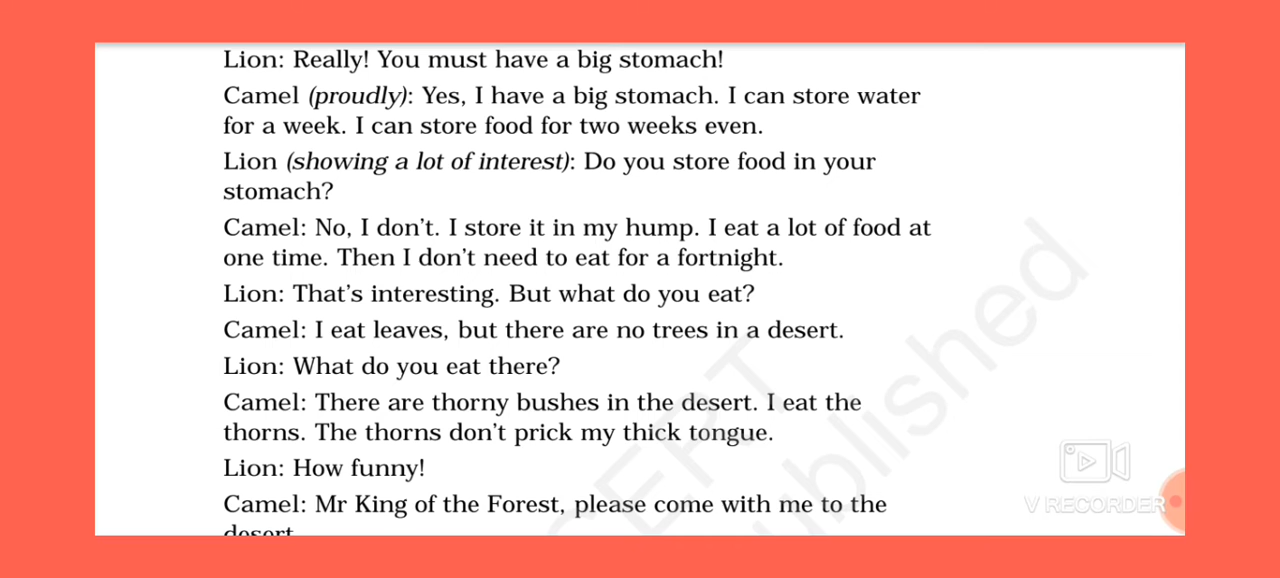 Lion: Really! You must have a big stomach!
Camel (proudly): Yes, I have a big stomach. I can store water
for a week. I can store food for two weeks even.
Lion (showing a lot of interest): Do you store food in your
stomach?
Camel: No, I don't. I store it in my hump. I eat a lot of food at
one time. Then I don't need to eat for a fortnight.
Lion: That's interesting. But what do you eat?
Camel: I eat leaves, but there are no trees in a desert.
Lion: What do you eat there?
Camel: There are thorny bushes in the desert. I eat the
thorns. The thorns don't prick my thick tongue.
Lion: How funny!
Camel: Mr King of the Forest, please come with me to the
desert
CERT
ublished
V RECORDER